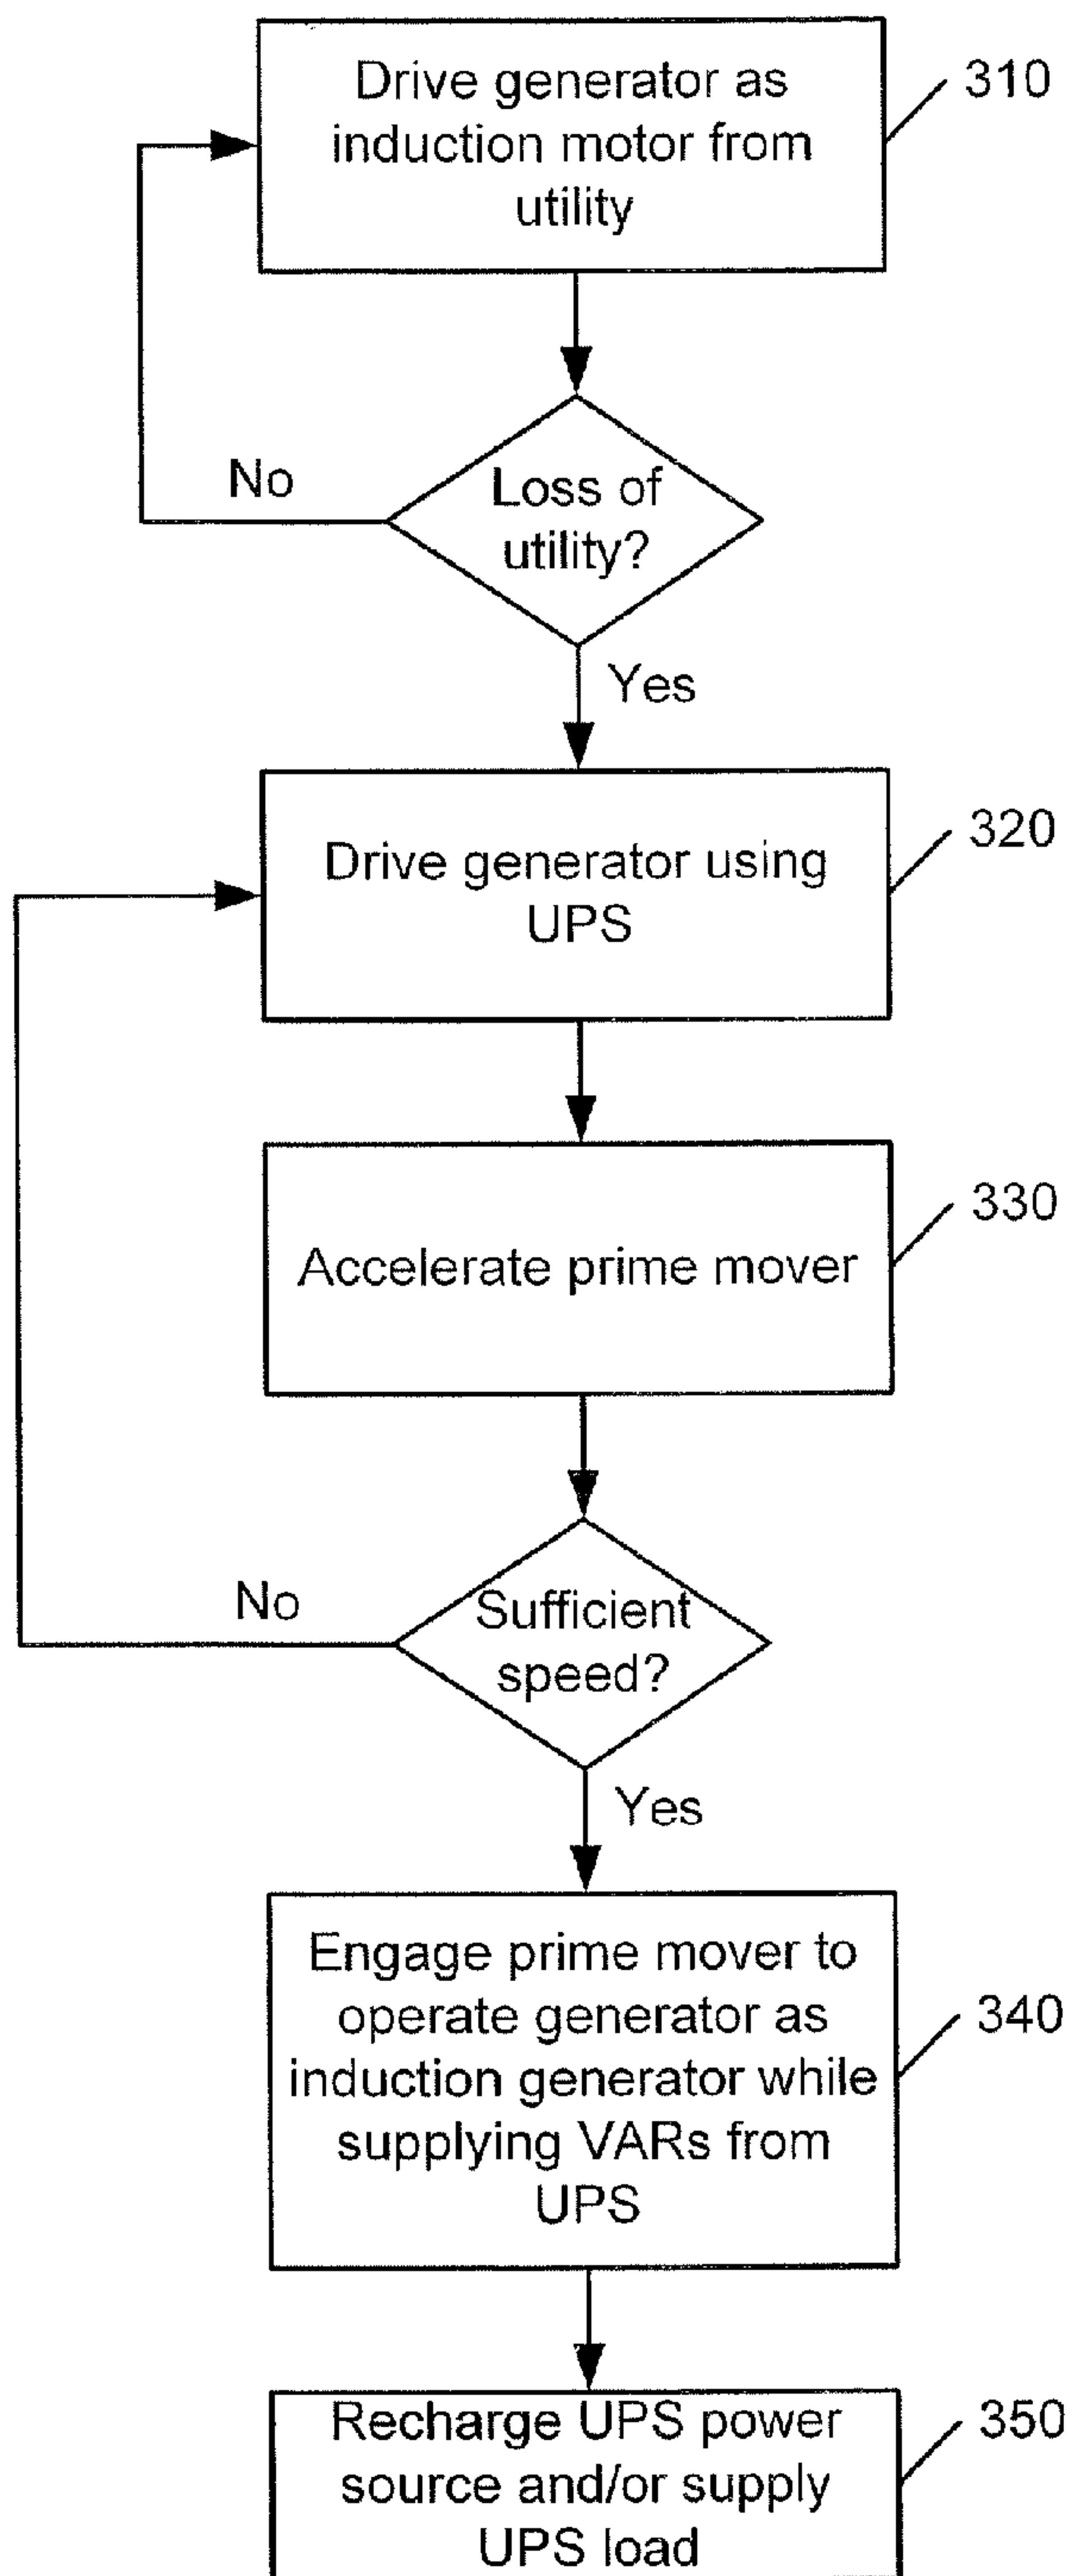 Drive generator as
induction motor from
utility
310
No
Loss of
utility?
Yes
Drive generator using
UPS
320
Accelerate prime mover
330
No
Sufficient
speed?
Yes
Engage prime mover to
operate generator as
induction generator while
supplying VARs from
UPS
340
Recharge UPS power
source and/or supply
UPS load
350